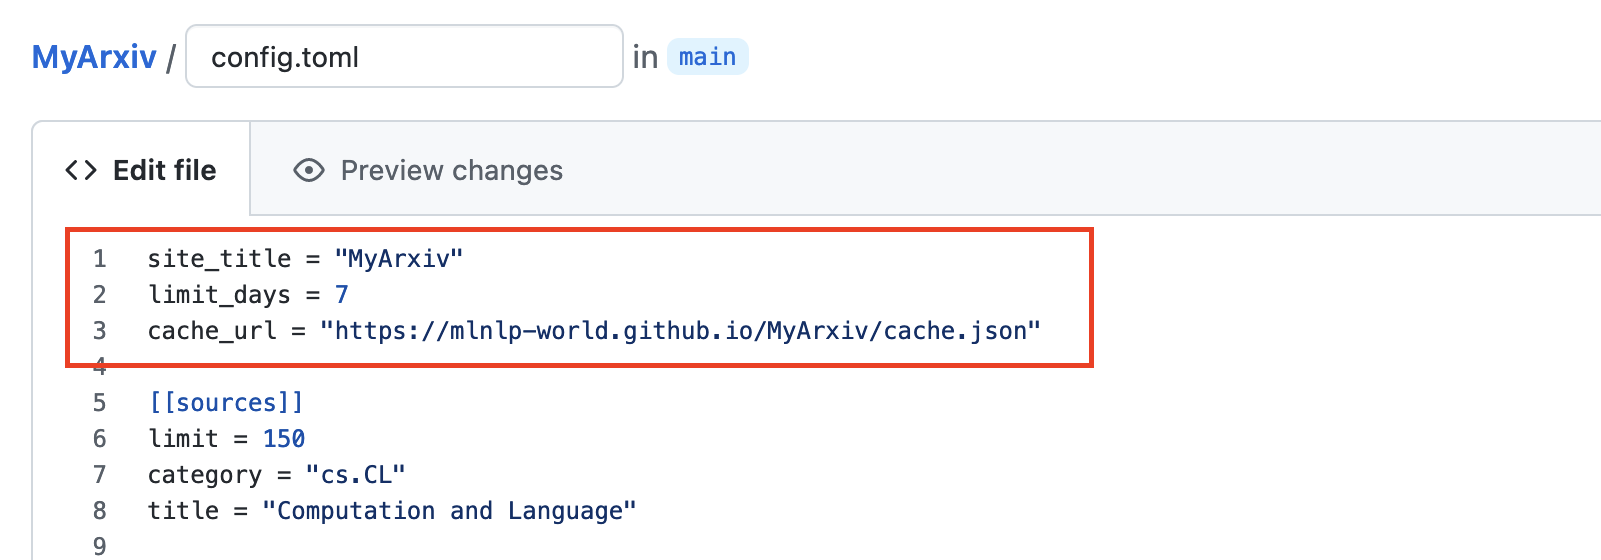 MyArxiv / config.toml in main
Edit file Preview changes
1 site_title = "MyArxiv"
2 limit_days = 7
3 cache_url = "https://mlnlp-world.github.io/MyArxiv/cache.json"
4
5 [[sources]]
6 limit = 150
7 category = "cs.CL"
8 title = "Computation and Language"
9